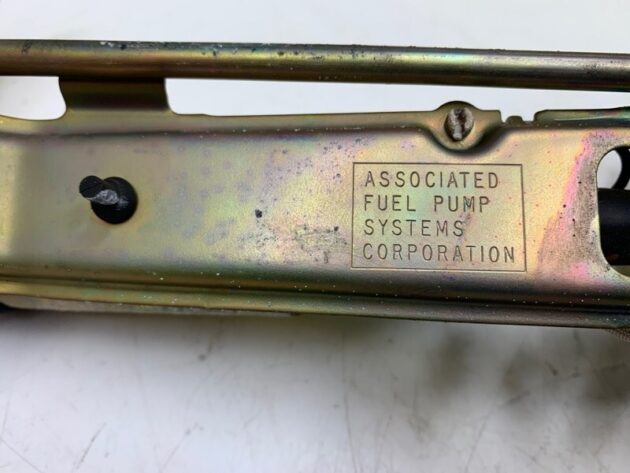 ASSOCIATED
FUEL PUMP
SYSTEMS
CORPORATION